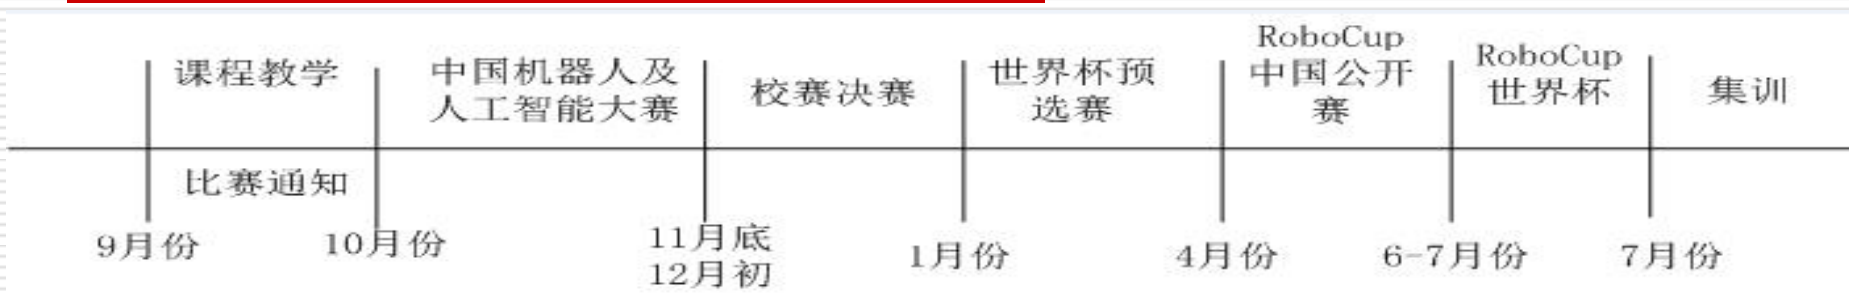 课程教学
中国机器人及
人工智能大赛
校赛决赛
世界杯预
选赛
RoboCup
中国公开
赛
RoboCup
世界杯
集训
比赛通知
9月份
10月份
11月底
12月初
1月份
4月份
6-7月份
7月份